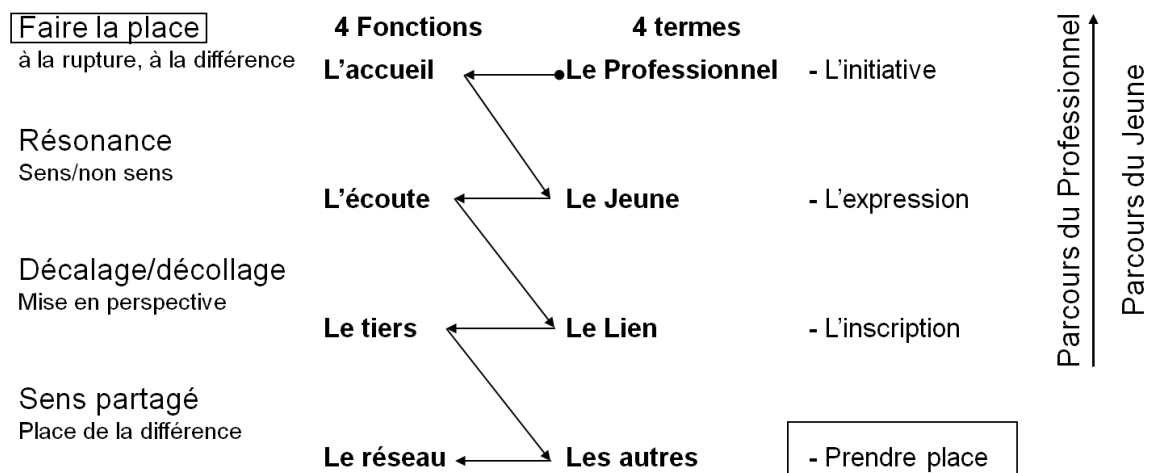 Faire la place 4 Fonctions 4 termes
à la rupture, à la différence
L'accueil Le Professionnel - L'initiative
Résonance
Sens/non sens
L'écoute Le Jeune - L'expression
Décalage/décollage
Mise en perspective
Le tiers Le Lien - L'inscription
Sens partagé
Place de la différence
Le réseau Les autres - Prendre place
Parcours du Professionnel
Parcours du Jeune